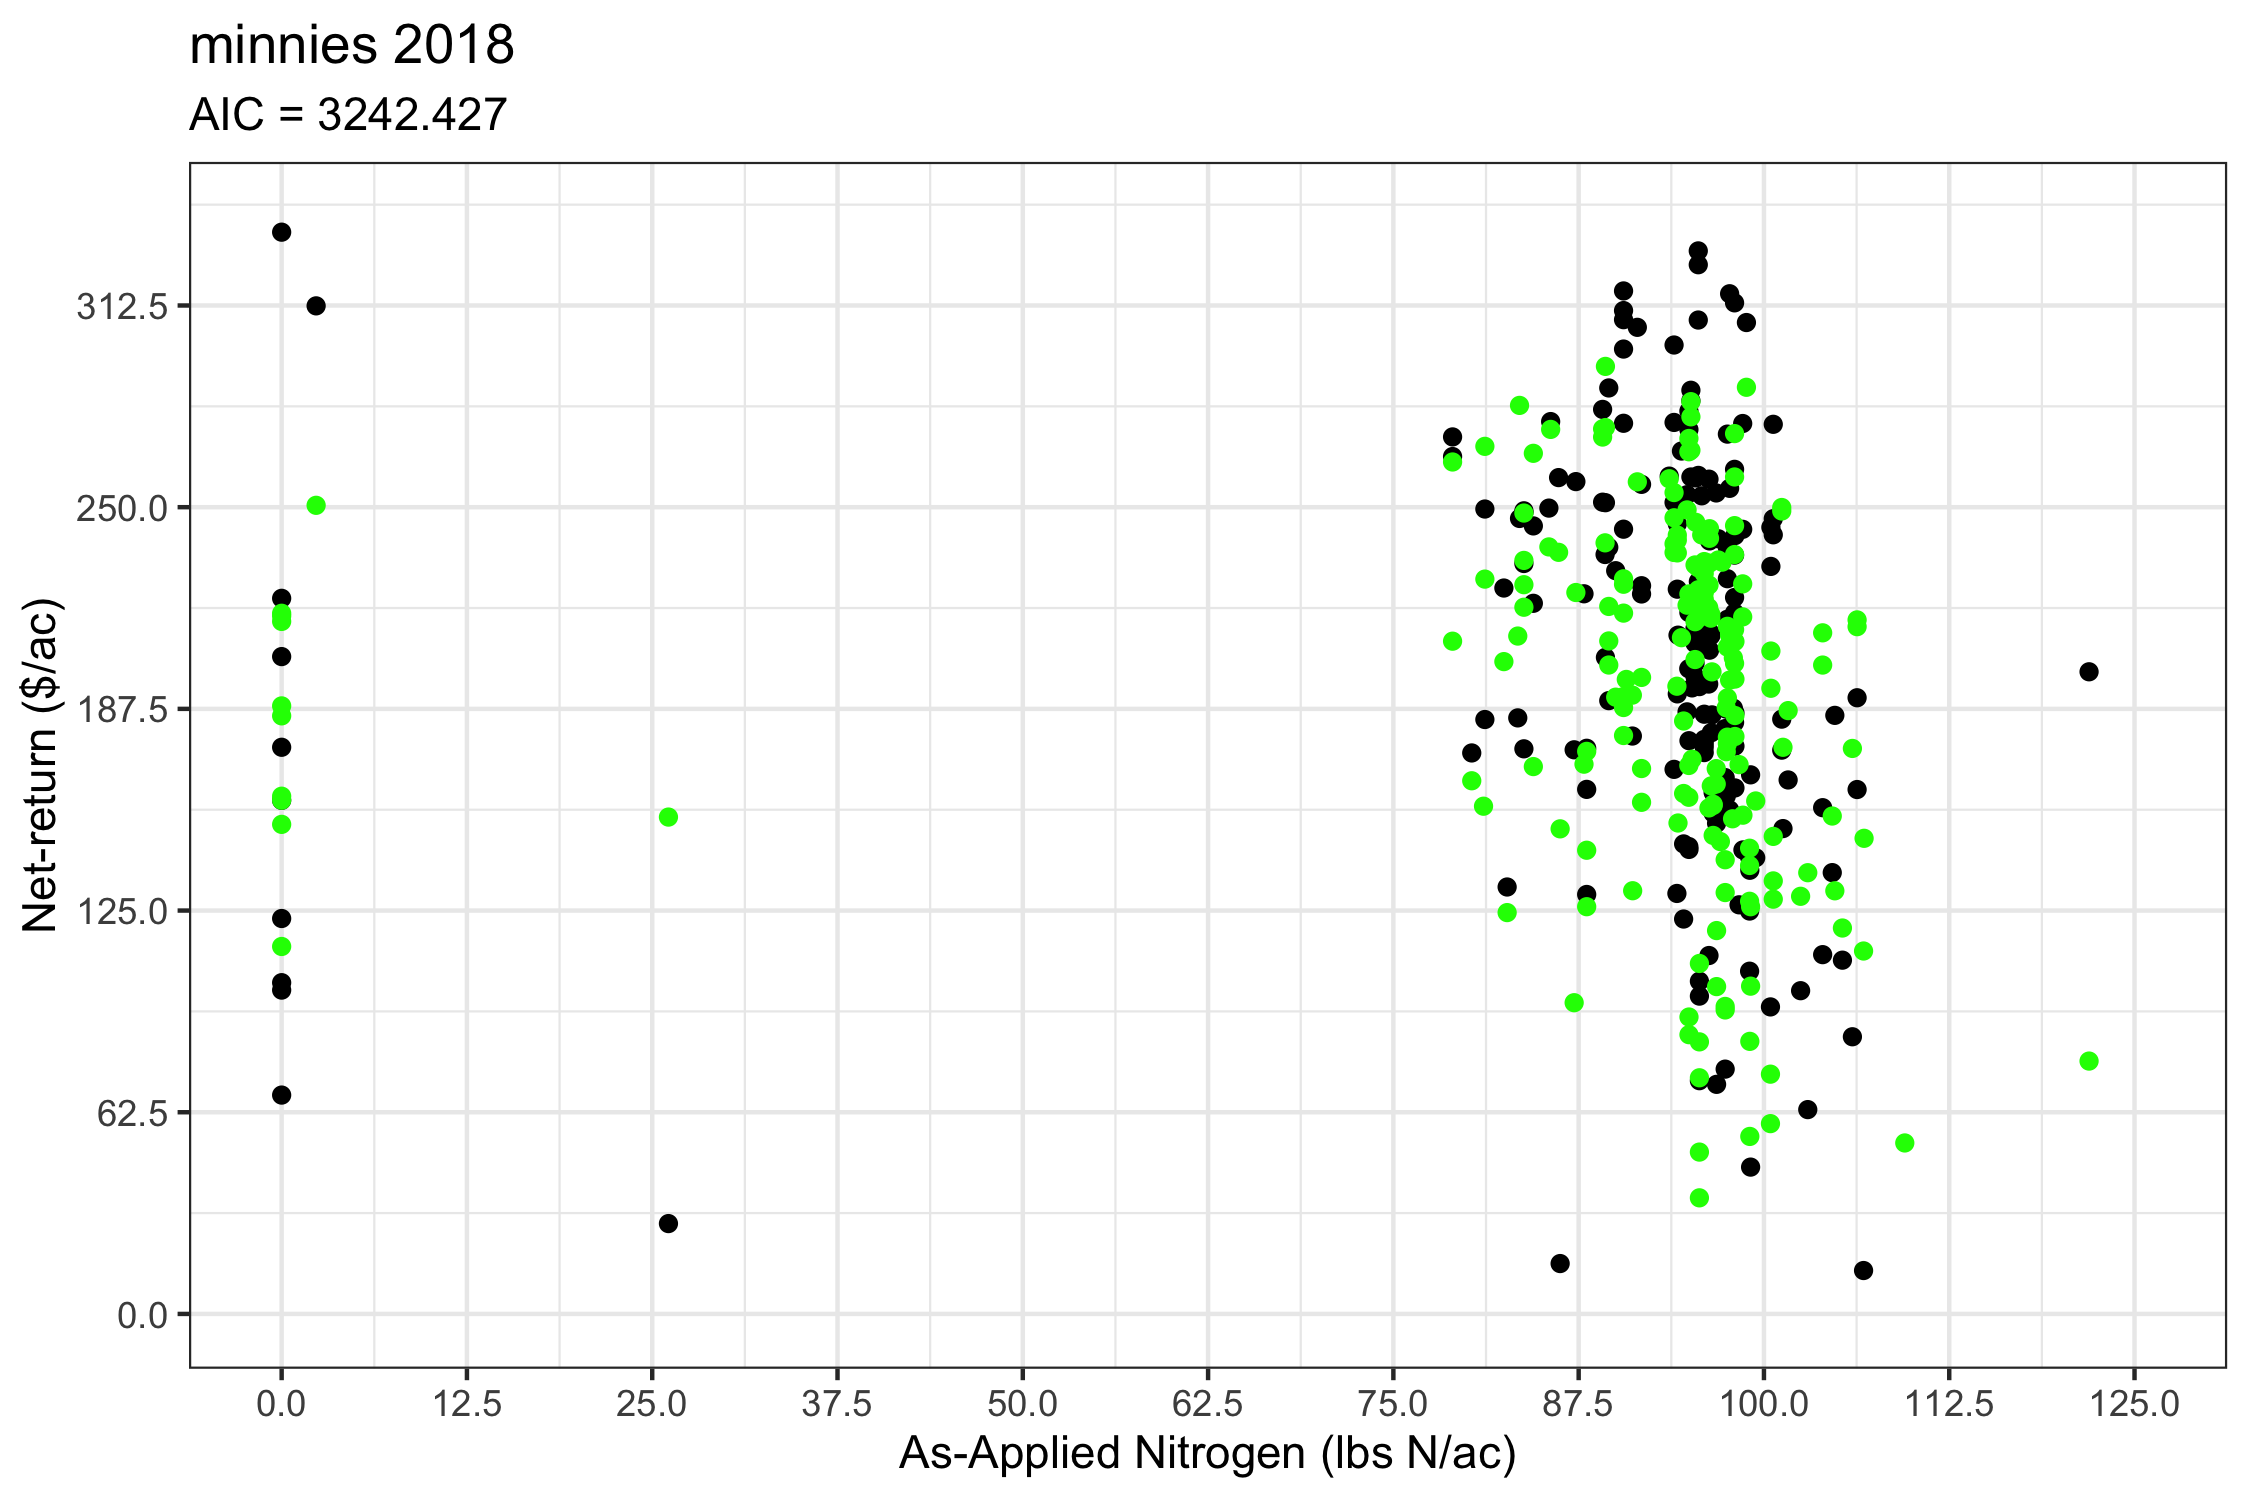 minnies 2018
AIC = 3242.427
312.5
250.0
187.5
125.0
62.5
0.0
Net-return ($/ac)
0.0 12.5 25.0 37.5 50.0 62.5 75.0 87.5 100.0 112.5 125.0
As-Applied Nitrogen (lbs N/ac)